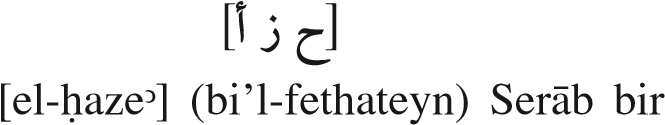 [ح ز أ]
[el-ḥazeᵓ] (bi’l-fethateyn) Serāb bir